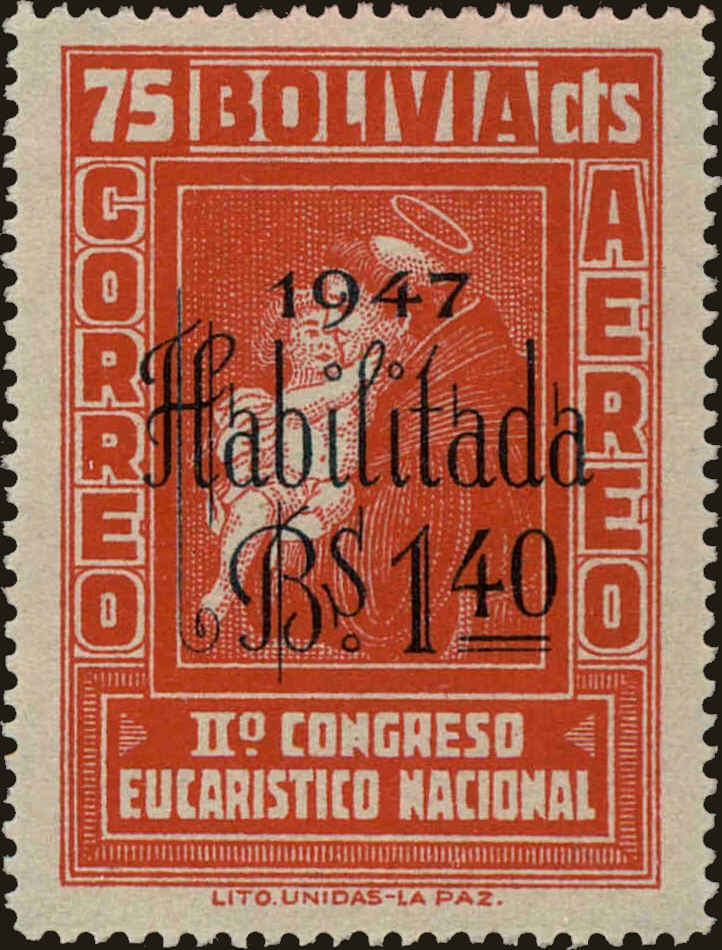 75 BOLIVIA cts
CORREO
AEREO
1947
Habilitada
Bs. 1 40
IIº CONGRESO
EUCARISTICO NACIONAL
LITO. UNIDAS-LA PAZ.